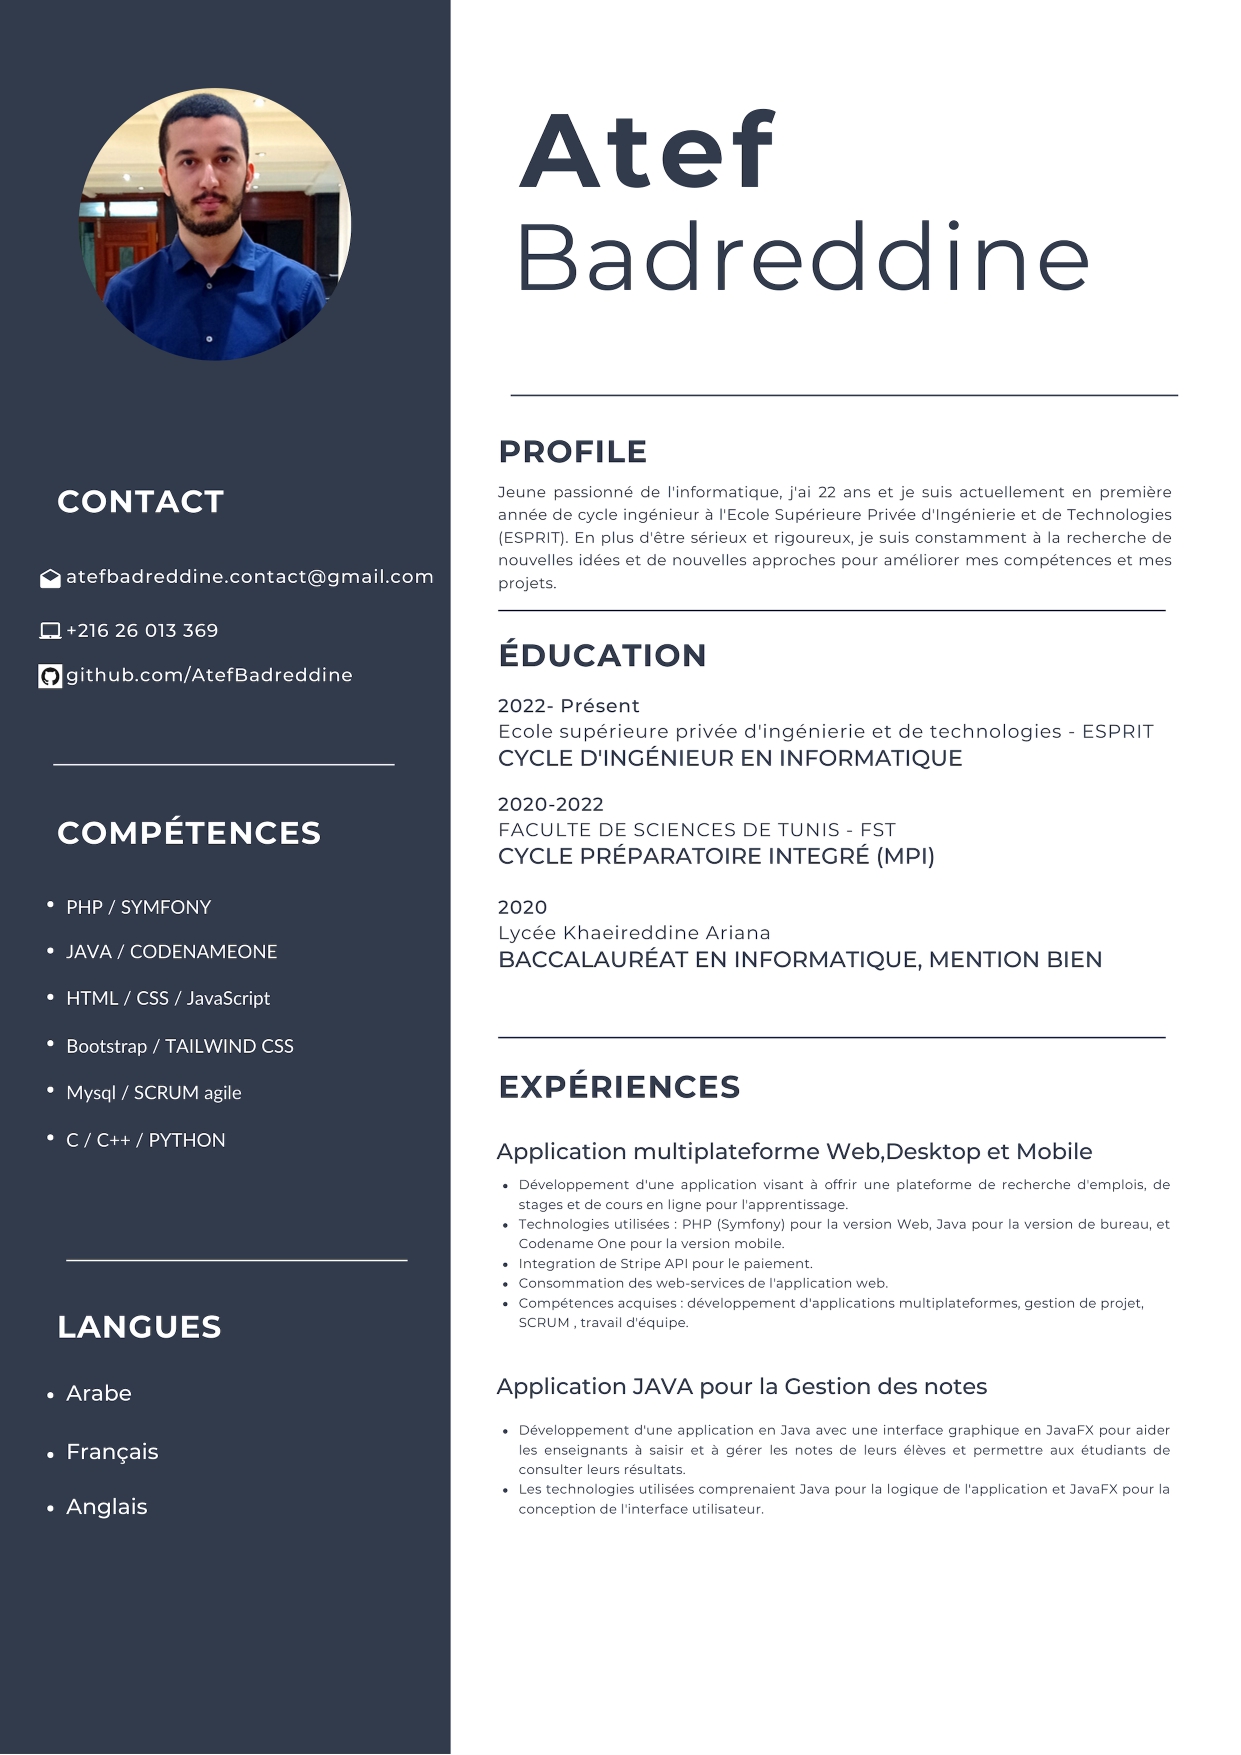 Atef
Badreddine
CONTACT
atefbadreddine.contact@gmail.com
+216 26 013 369
github.com/AtefBadreddine
COMPÉTENCES
• PHP / SYMFONY
• JAVA / CODENAMEONE
• HTML / CSS / JavaScript
• Bootstrap / TAILWIND CSS
• Mysql / SCRUM agile
• C / C++ / PYTHON
LANGUES
• Arabe
• Français
• Anglais
PROFILE
Jeune passionné de l'informatique, j'ai 22 ans et je suis actuellement en première
année de cycle ingénieur à l'Ecole Supérieure Privée d'Ingénierie et de Technologies
(ESPRIT). En plus d'être sérieux et rigoureux, je suis constamment à la recherche de
nouvelles idées et de nouvelles approches pour améliorer mes compétences et mes
projets.
ÉDUCATION
2022- Présent
Ecole supérieure privée d'ingénierie et de technologies - ESPRIT
CYCLE D'INGÉNIEUR EN INFORMATIQUE
2020-2022
FACULTE DE SCIENCES DE TUNIS - FST
CYCLE PRÉPARATOIRE INTEGRÉ (MPI)
2020
Lycée Khaeireddine Ariana
BACCALAURÉAT EN INFORMATIQUE, MENTION BIEN
EXPÉRIENCES
Application multiplateforme Web,Desktop et Mobile
• Développement d'une application visant à offrir une plateforme de recherche d'emplois, de
stages et de cours en ligne pour l'apprentissage.
• Technologies utilisées : PHP (Symfony) pour la version Web, Java pour la version de bureau, et
Codename One pour la version mobile.
• Integration de Stripe API pour le paiement.
• Consommation des web-services de l'application web.
• Compétences acquises : développement d'applications multiplateformes, gestion de projet,
SCRUM , travail d'équipe.
Application JAVA pour la Gestion des notes
• Développement d'une application en Java avec une interface graphique en JavaFX pour aider
les enseignants à saisir et à gérer les notes de leurs élèves et permettre aux étudiants de
consulter leurs résultats.
• Les technologies utilisées comprenaient Java pour la logique de l'application et JavaFX pour la
conception de l'interface utilisateur.